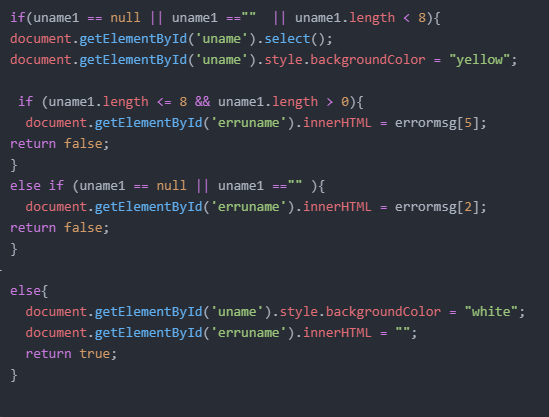 if(uname1 == null || uname1 =="" || uname1.length < 8){
document.getElementById('uname').select();
document.getElementById('uname').style.backgroundColor = "yellow";
if (uname1.length <= 8 && uname1.length > 0){
document.getElementById('erruname').innerHTML = errormsg[5];
return false;
}
else if (uname1 == null || uname1 =="" ){
document.getElementById('erruname').innerHTML = errormsg[2];
return false;
}
else{
document.getElementById('uname').style.backgroundColor = "white";
document.getElementById('erruname').innerHTML = "";
return true;
}